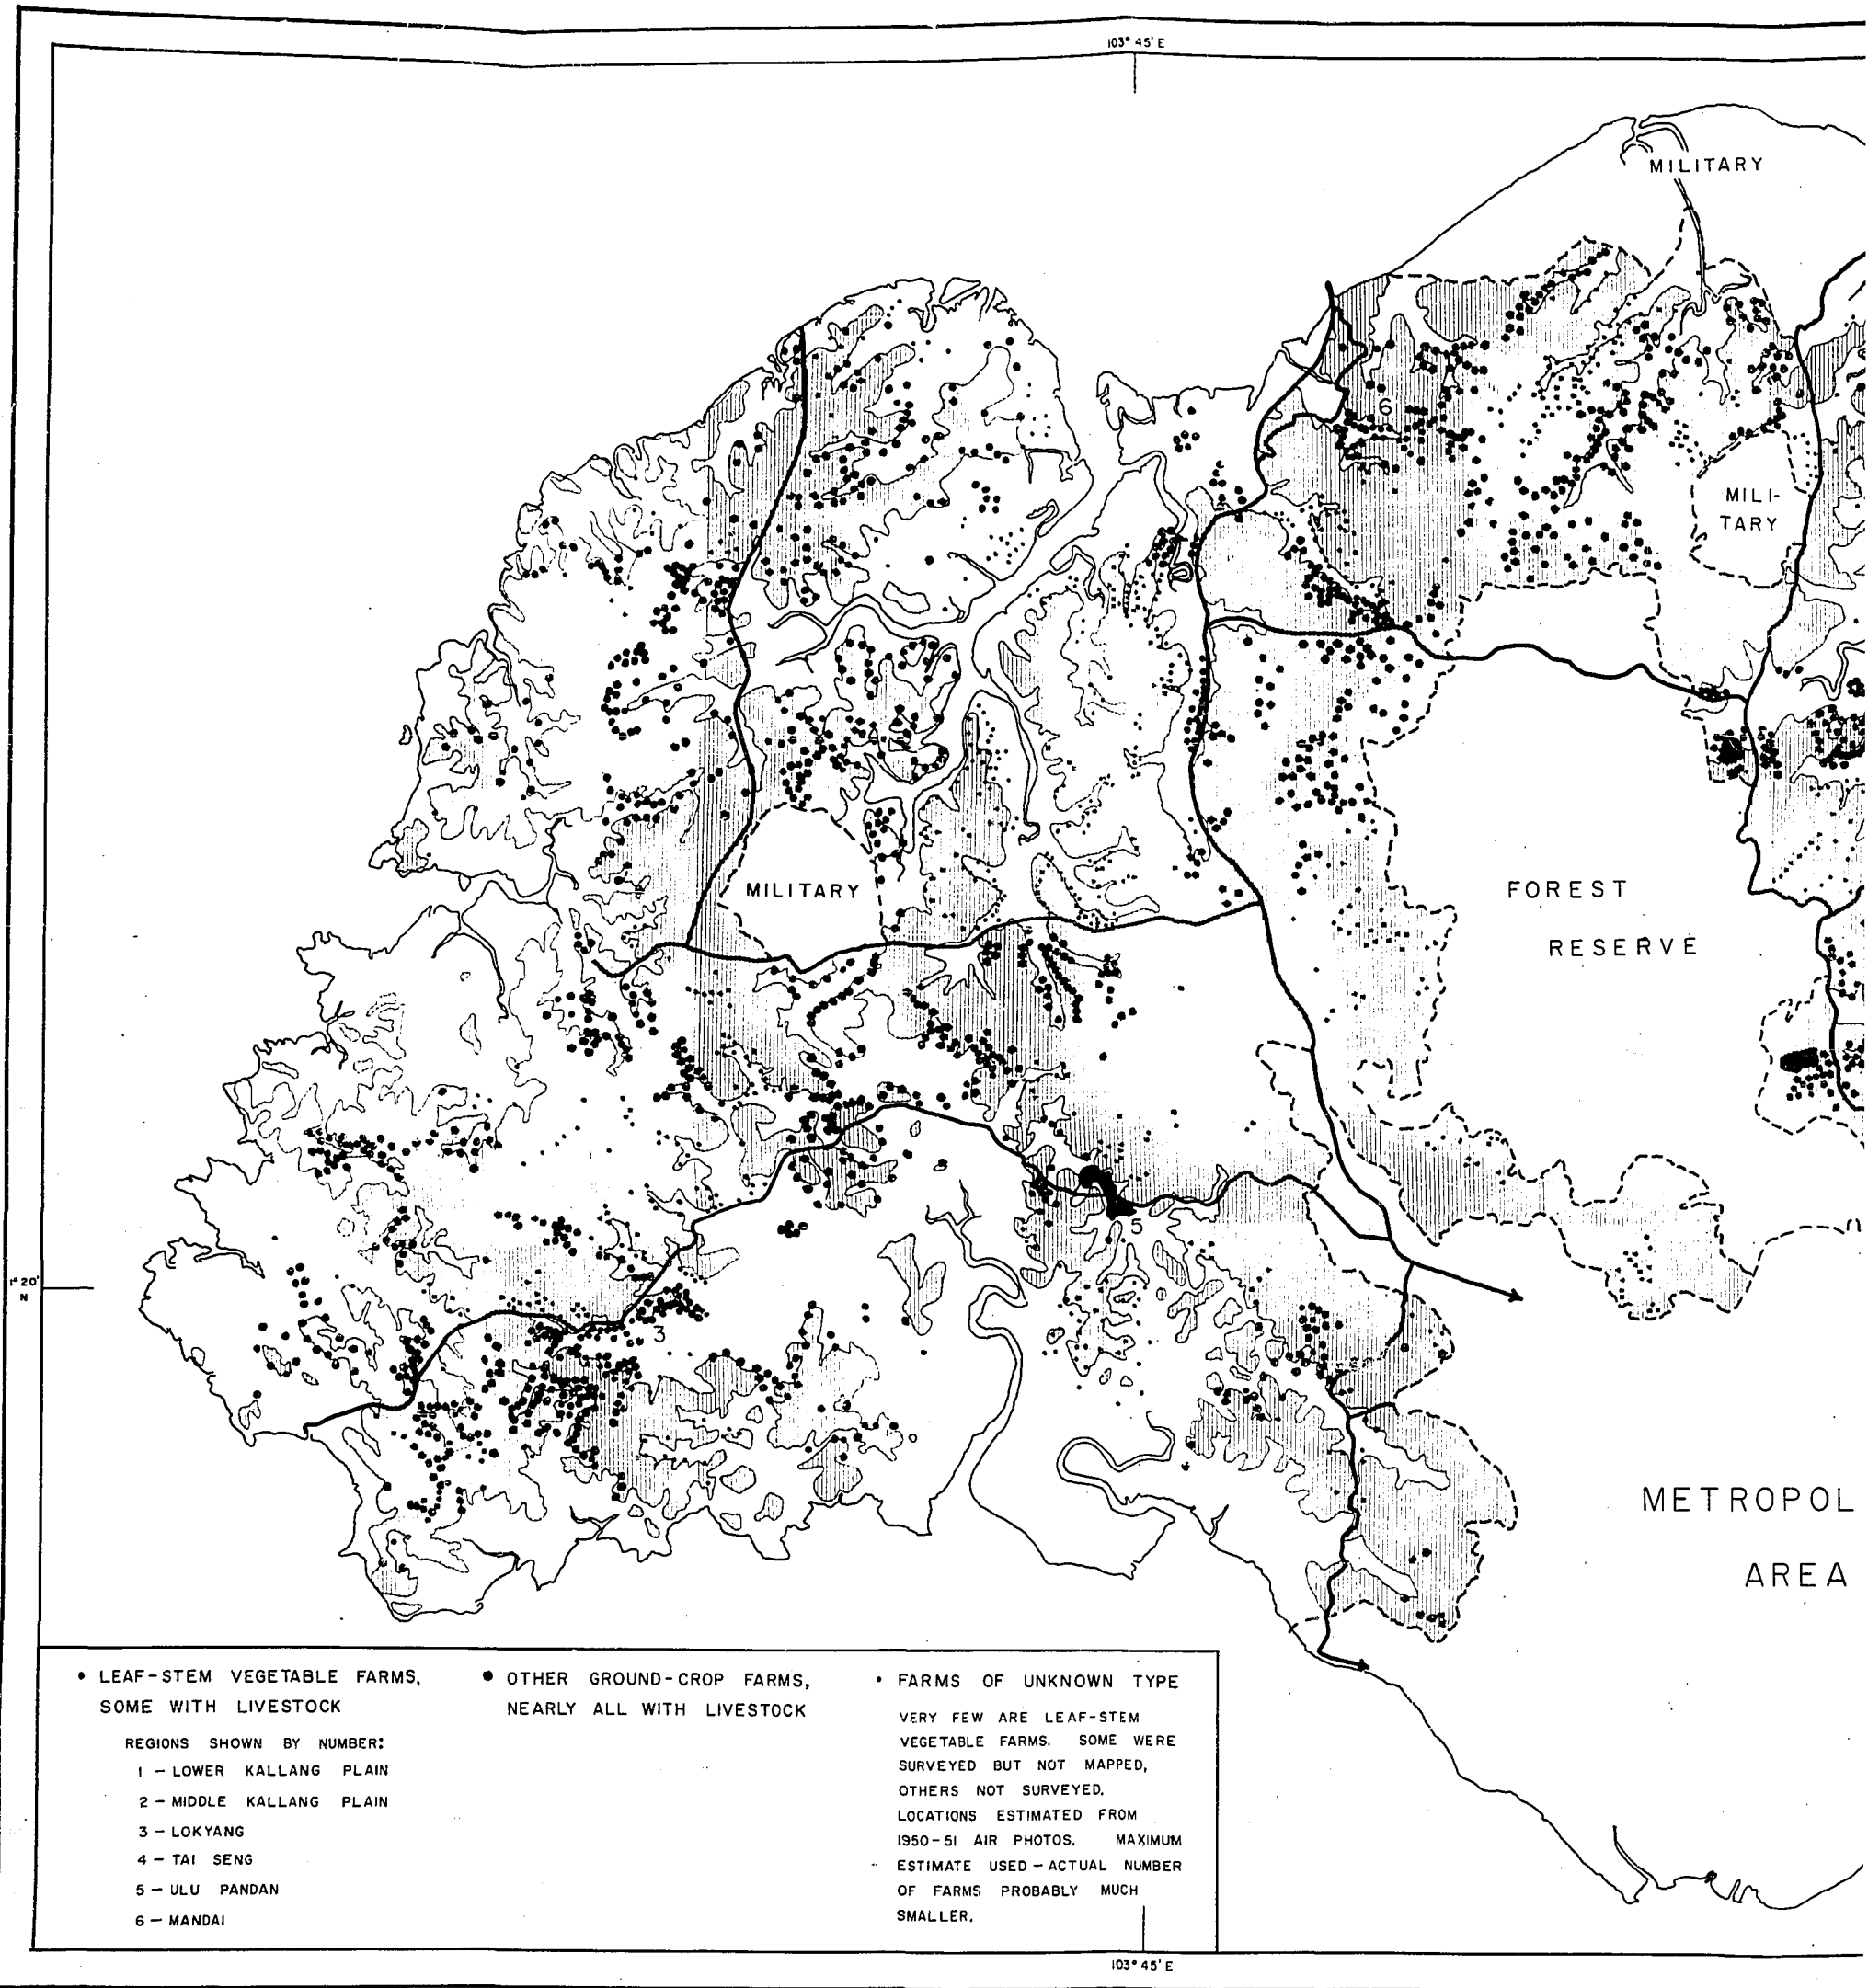 103° 45' E
MILITARY
6
MILI-
TARY
MILITARY
FOREST
RESERVE
5
1° 20'
N
3
METROPOL
AREA
• LEAF-STEM VEGETABLE FARMS,
SOME WITH LIVESTOCK
REGIONS SHOWN BY NUMBER:
1 – LOWER KALLANG PLAIN
2 – MIDDLE KALLANG PLAIN
3 – LOKYANG
4 – TAI SENG
5 – ULU PANDAN
6 – MANDAI
● OTHER GROUND-CROP FARMS,
NEARLY ALL WITH LIVESTOCK
• FARMS OF UNKNOWN TYPE
VERY FEW ARE LEAF-STEM
VEGETABLE FARMS. SOME WERE
SURVEYED BUT NOT MAPPED,
OTHERS NOT SURVEYED.
LOCATIONS ESTIMATED FROM
1950-51 AIR PHOTOS. MAXIMUM
ESTIMATE USED – ACTUAL NUMBER
OF FARMS PROBABLY MUCH
SMALLER.
103° 45' E